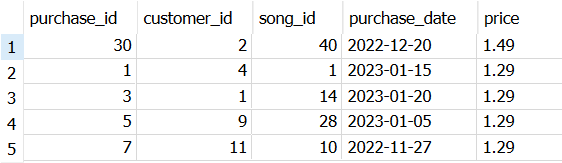 purchase_id customer_id song_id purchase_date price
1 30 2 40 2022-12-20 1.49
2 1 4 1 2023-01-15 1.29
3 3 1 14 2023-01-20 1.29
4 5 9 28 2023-01-05 1.29
5 7 11 10 2022-11-27 1.29